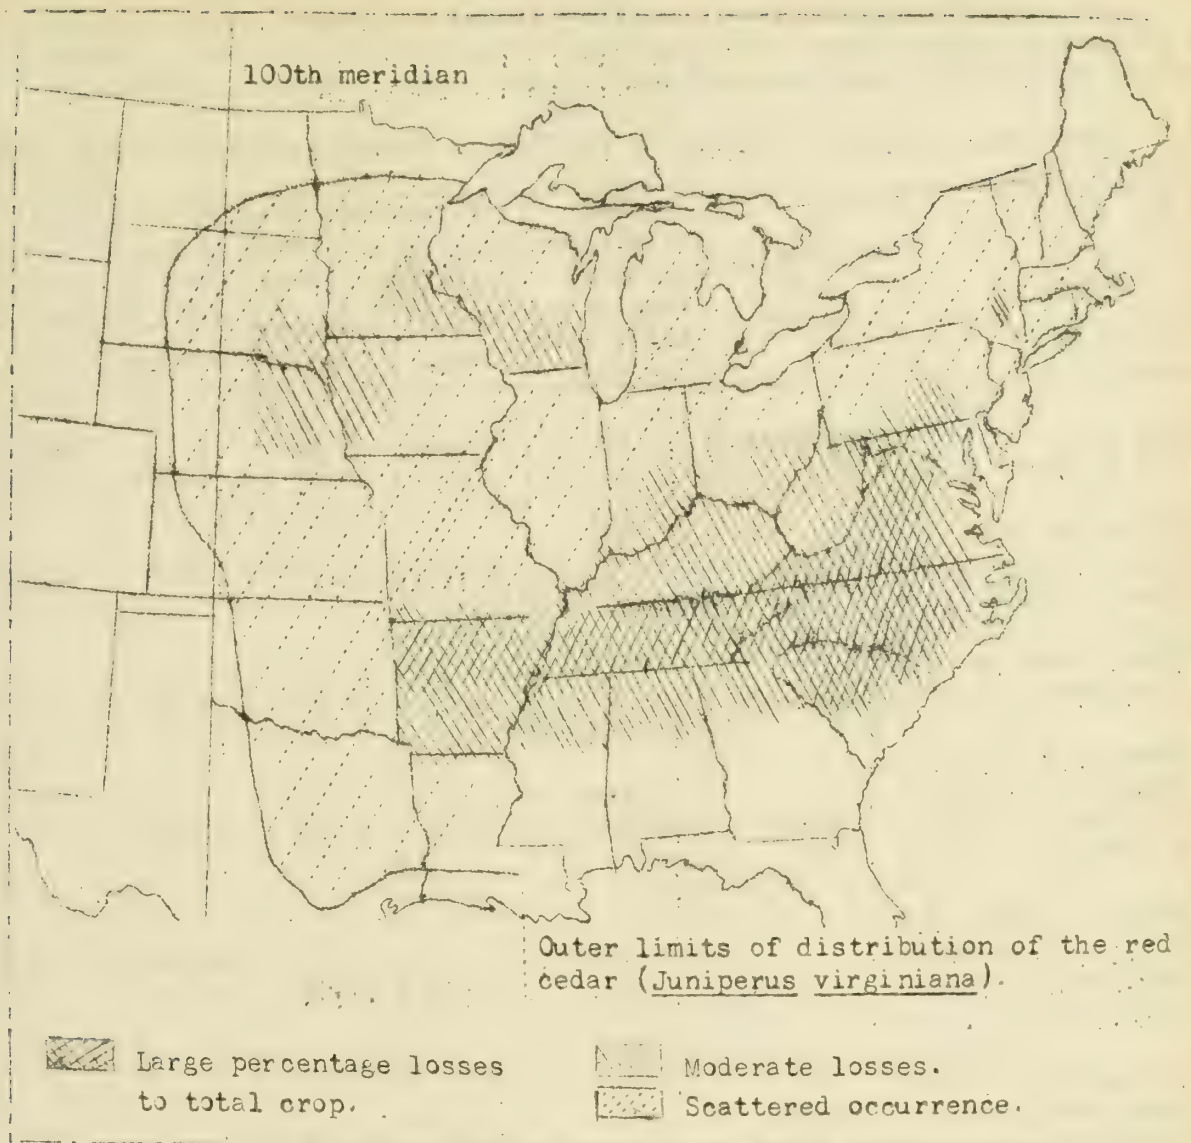 100th meridian
Outer limits of distribution of the red
cedar (Juniperus virginiana).
Large percentage losses
to total crop.
Moderate losses.
Scattered occurrence.